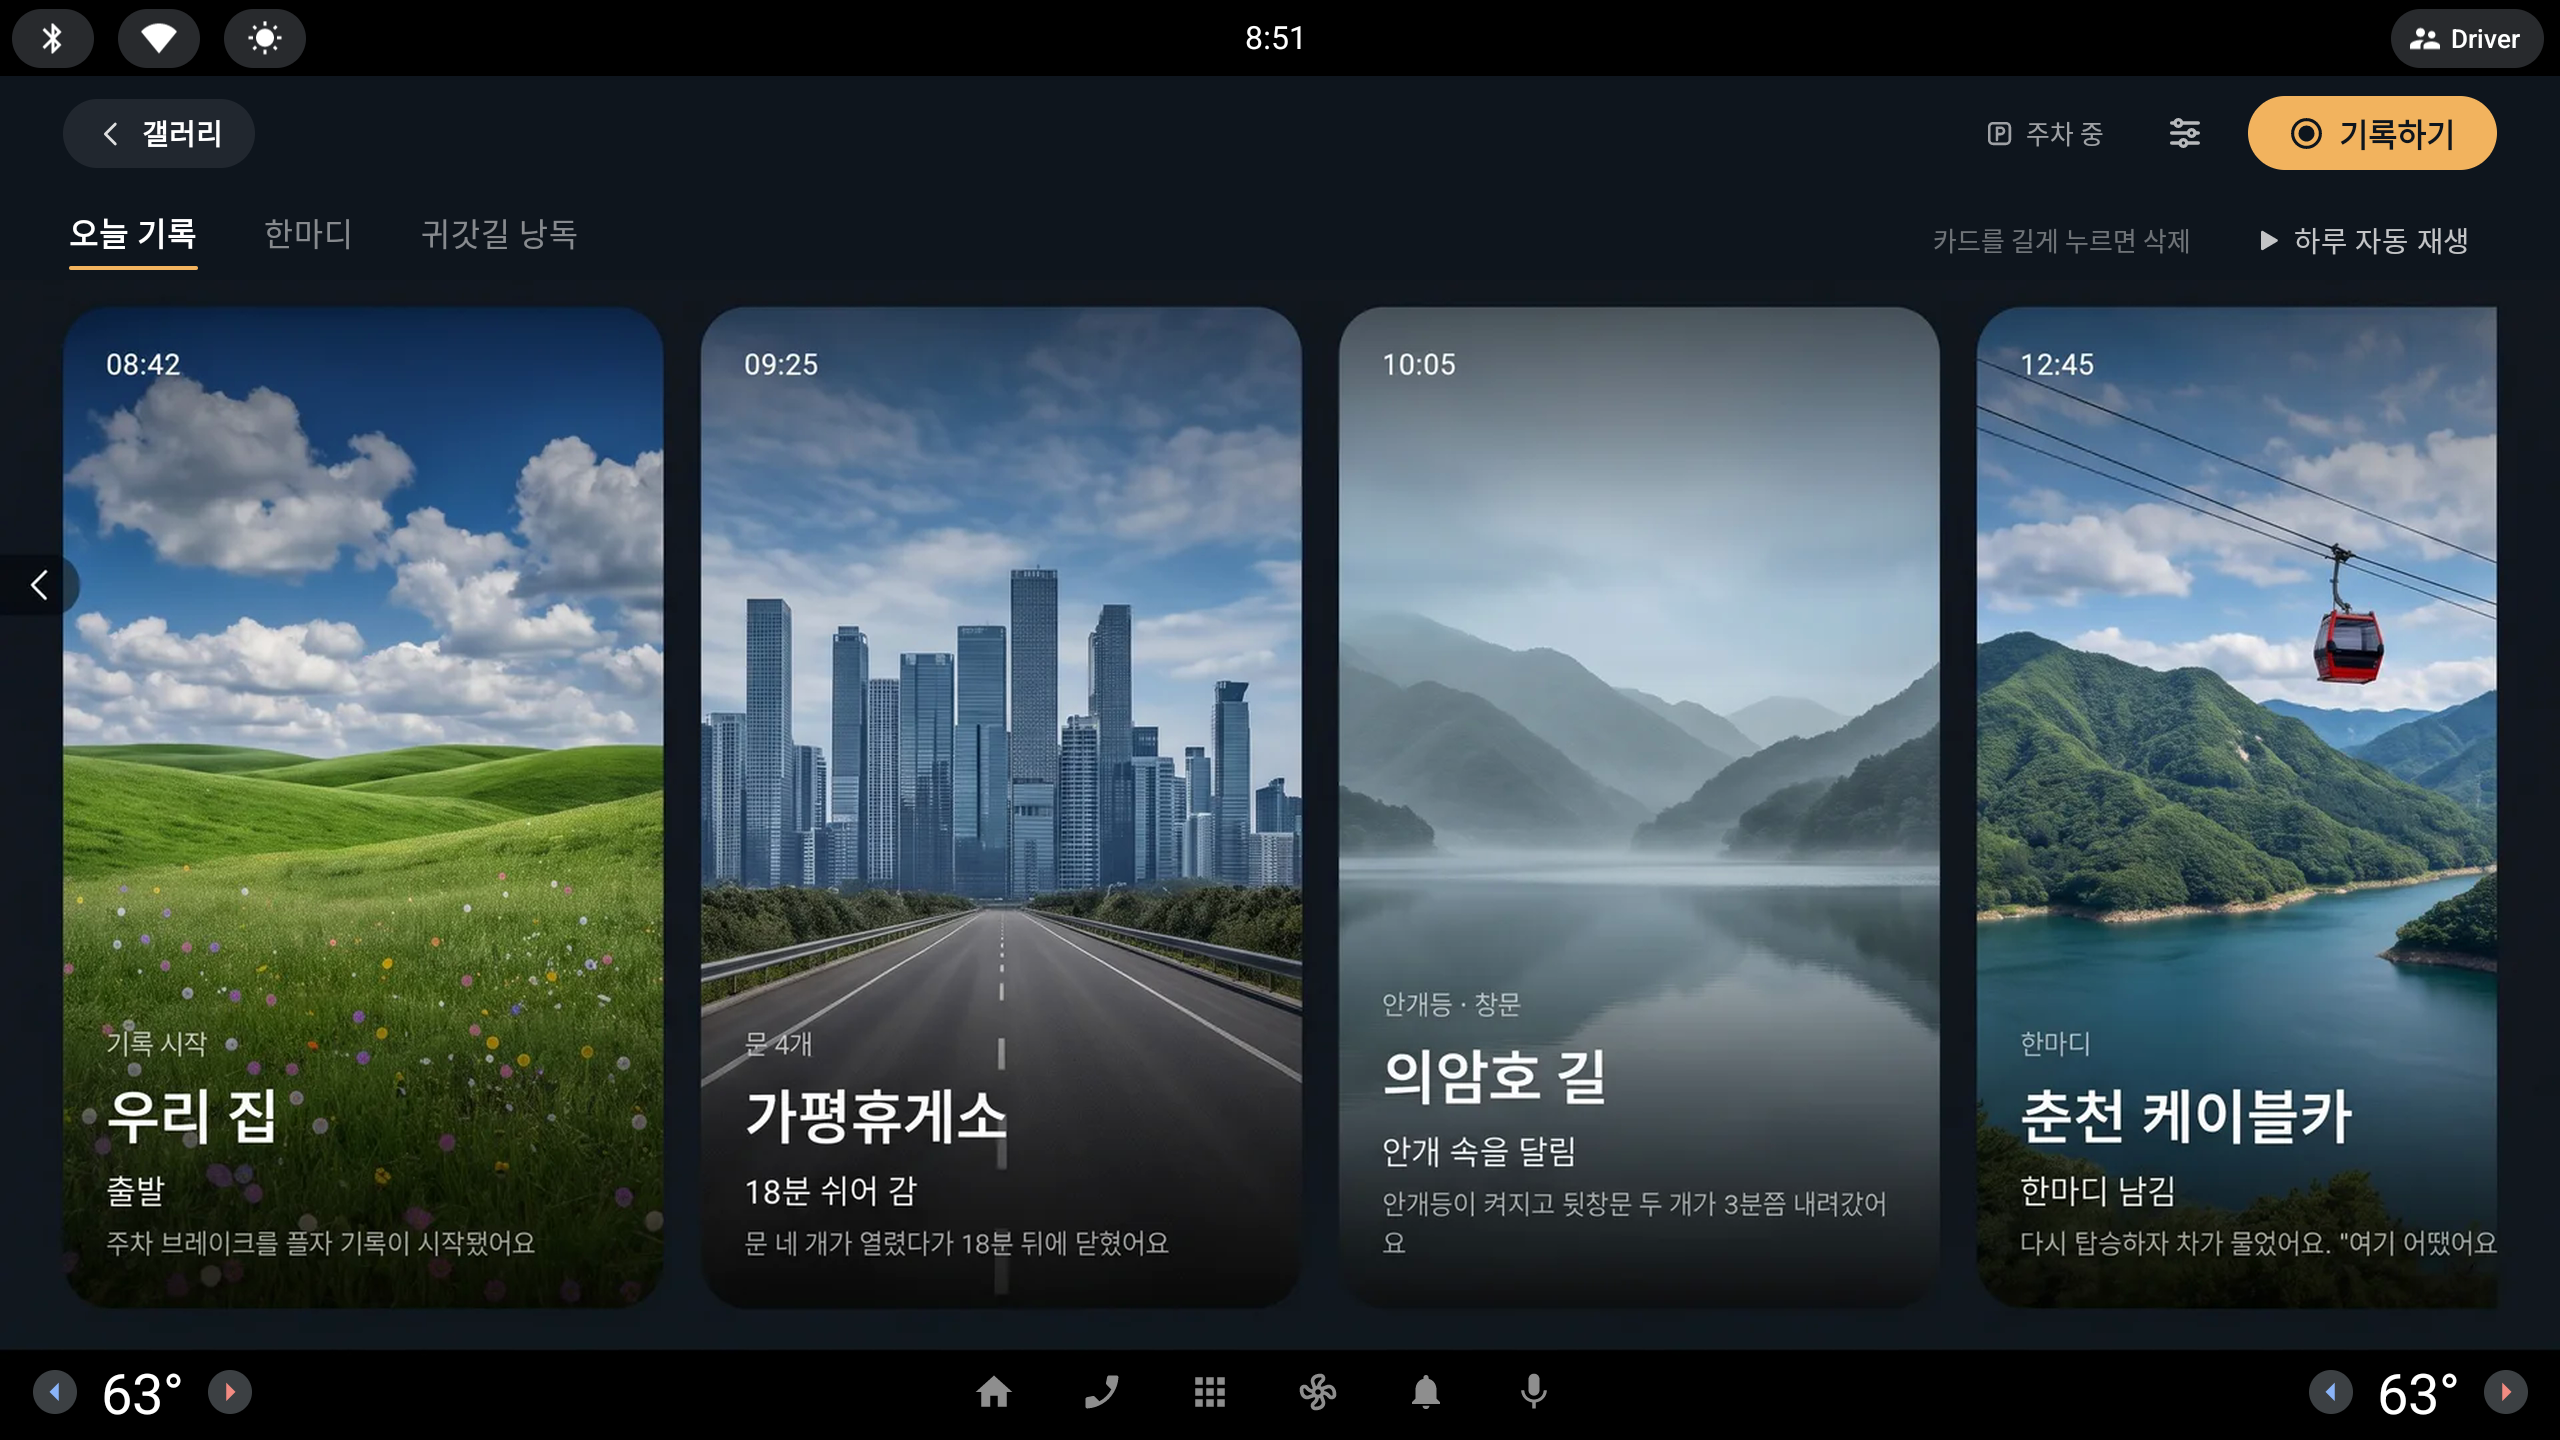 8:51
Driver
갤러리
주차 중
기록하기
오늘 기록
한마디
귀갓길 낭독
카드를 길게 누르면 삭제
하루 자동 재생
08:42
기록 시작
우리 집
출발
주차 브레이크를 풀자 기록이 시작됐어요
09:25
문 4개
가평휴게소
18분 쉬어 감
문 네 개가 열렸다가 18분 뒤에 닫혔어요
10:05
안개등 · 창문
의암호 길
안개 속을 달림
안개등이 켜지고 뒷창문 두 개가 3분쯤 내려갔어
요
12:45
한마디
춘천 케이블카
한마디 남김
다시 탑승하자 차가 물었어요. "여기 어땠어요
63°
63°